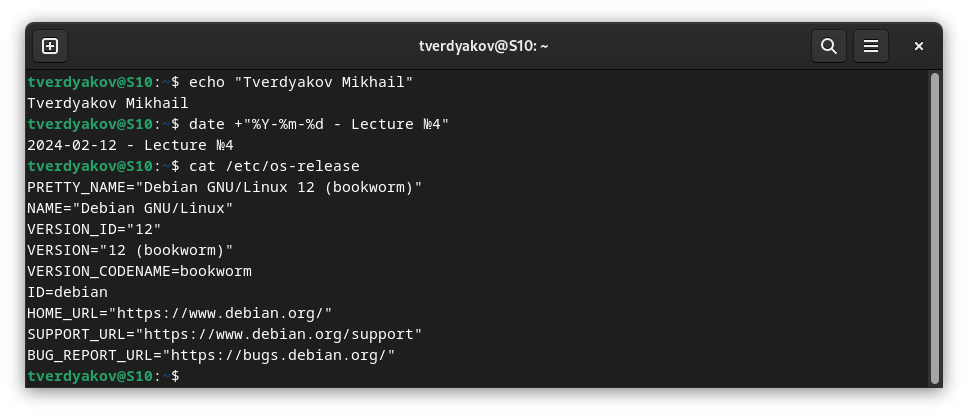 tverdyakov@S10: ~
tverdyakov@S10:~$ echo "Tverdyakov Mikhail"
Tverdyakov Mikhail
tverdyakov@S10:~$ date +"%Y-%m-%d - Lecture №4"
2024-02-12 - Lecture №4
tverdyakov@S10:~$ cat /etc/os-release
PRETTY_NAME="Debian GNU/Linux 12 (bookworm)"
NAME="Debian GNU/Linux"
VERSION_ID="12"
VERSION="12 (bookworm)"
VERSION_CODENAME=bookworm
ID=debian
HOME_URL="https://www.debian.org/"
SUPPORT_URL="https://www.debian.org/support"
BUG_REPORT_URL="https://bugs.debian.org/"
tverdyakov@S10:~$